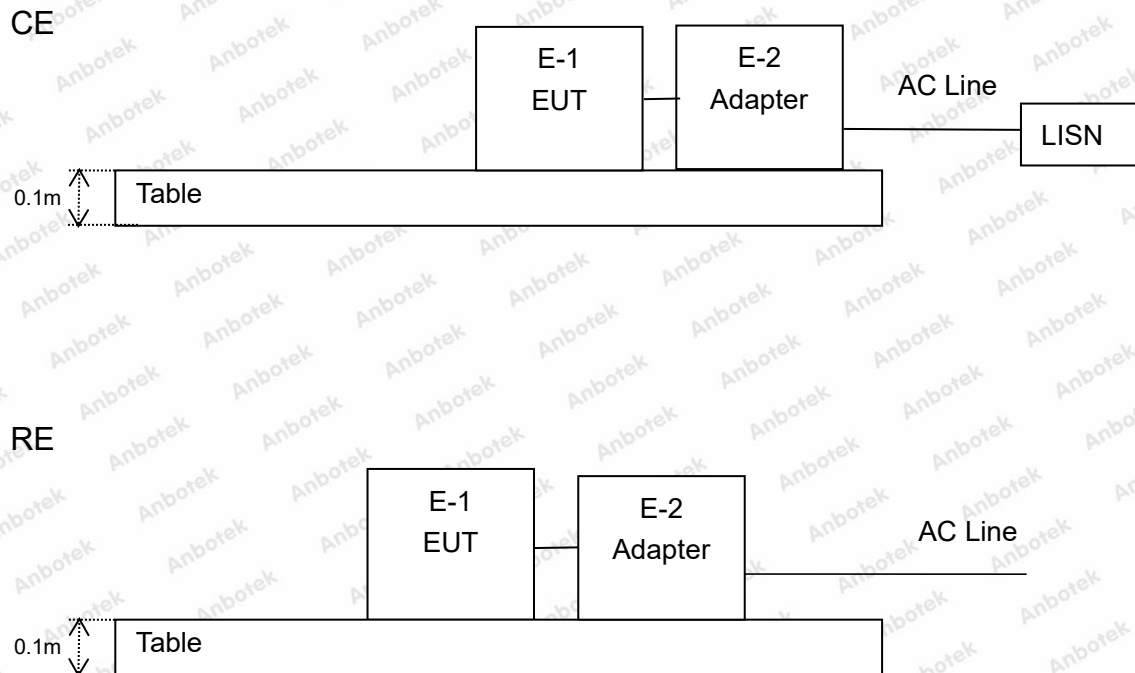 CE
E-1
EUT
E-2
Adapter
AC Line
LISN
0.1m
Table
RE
E-1
EUT
E-2
Adapter
AC Line
0.1m
Table
Anbotek